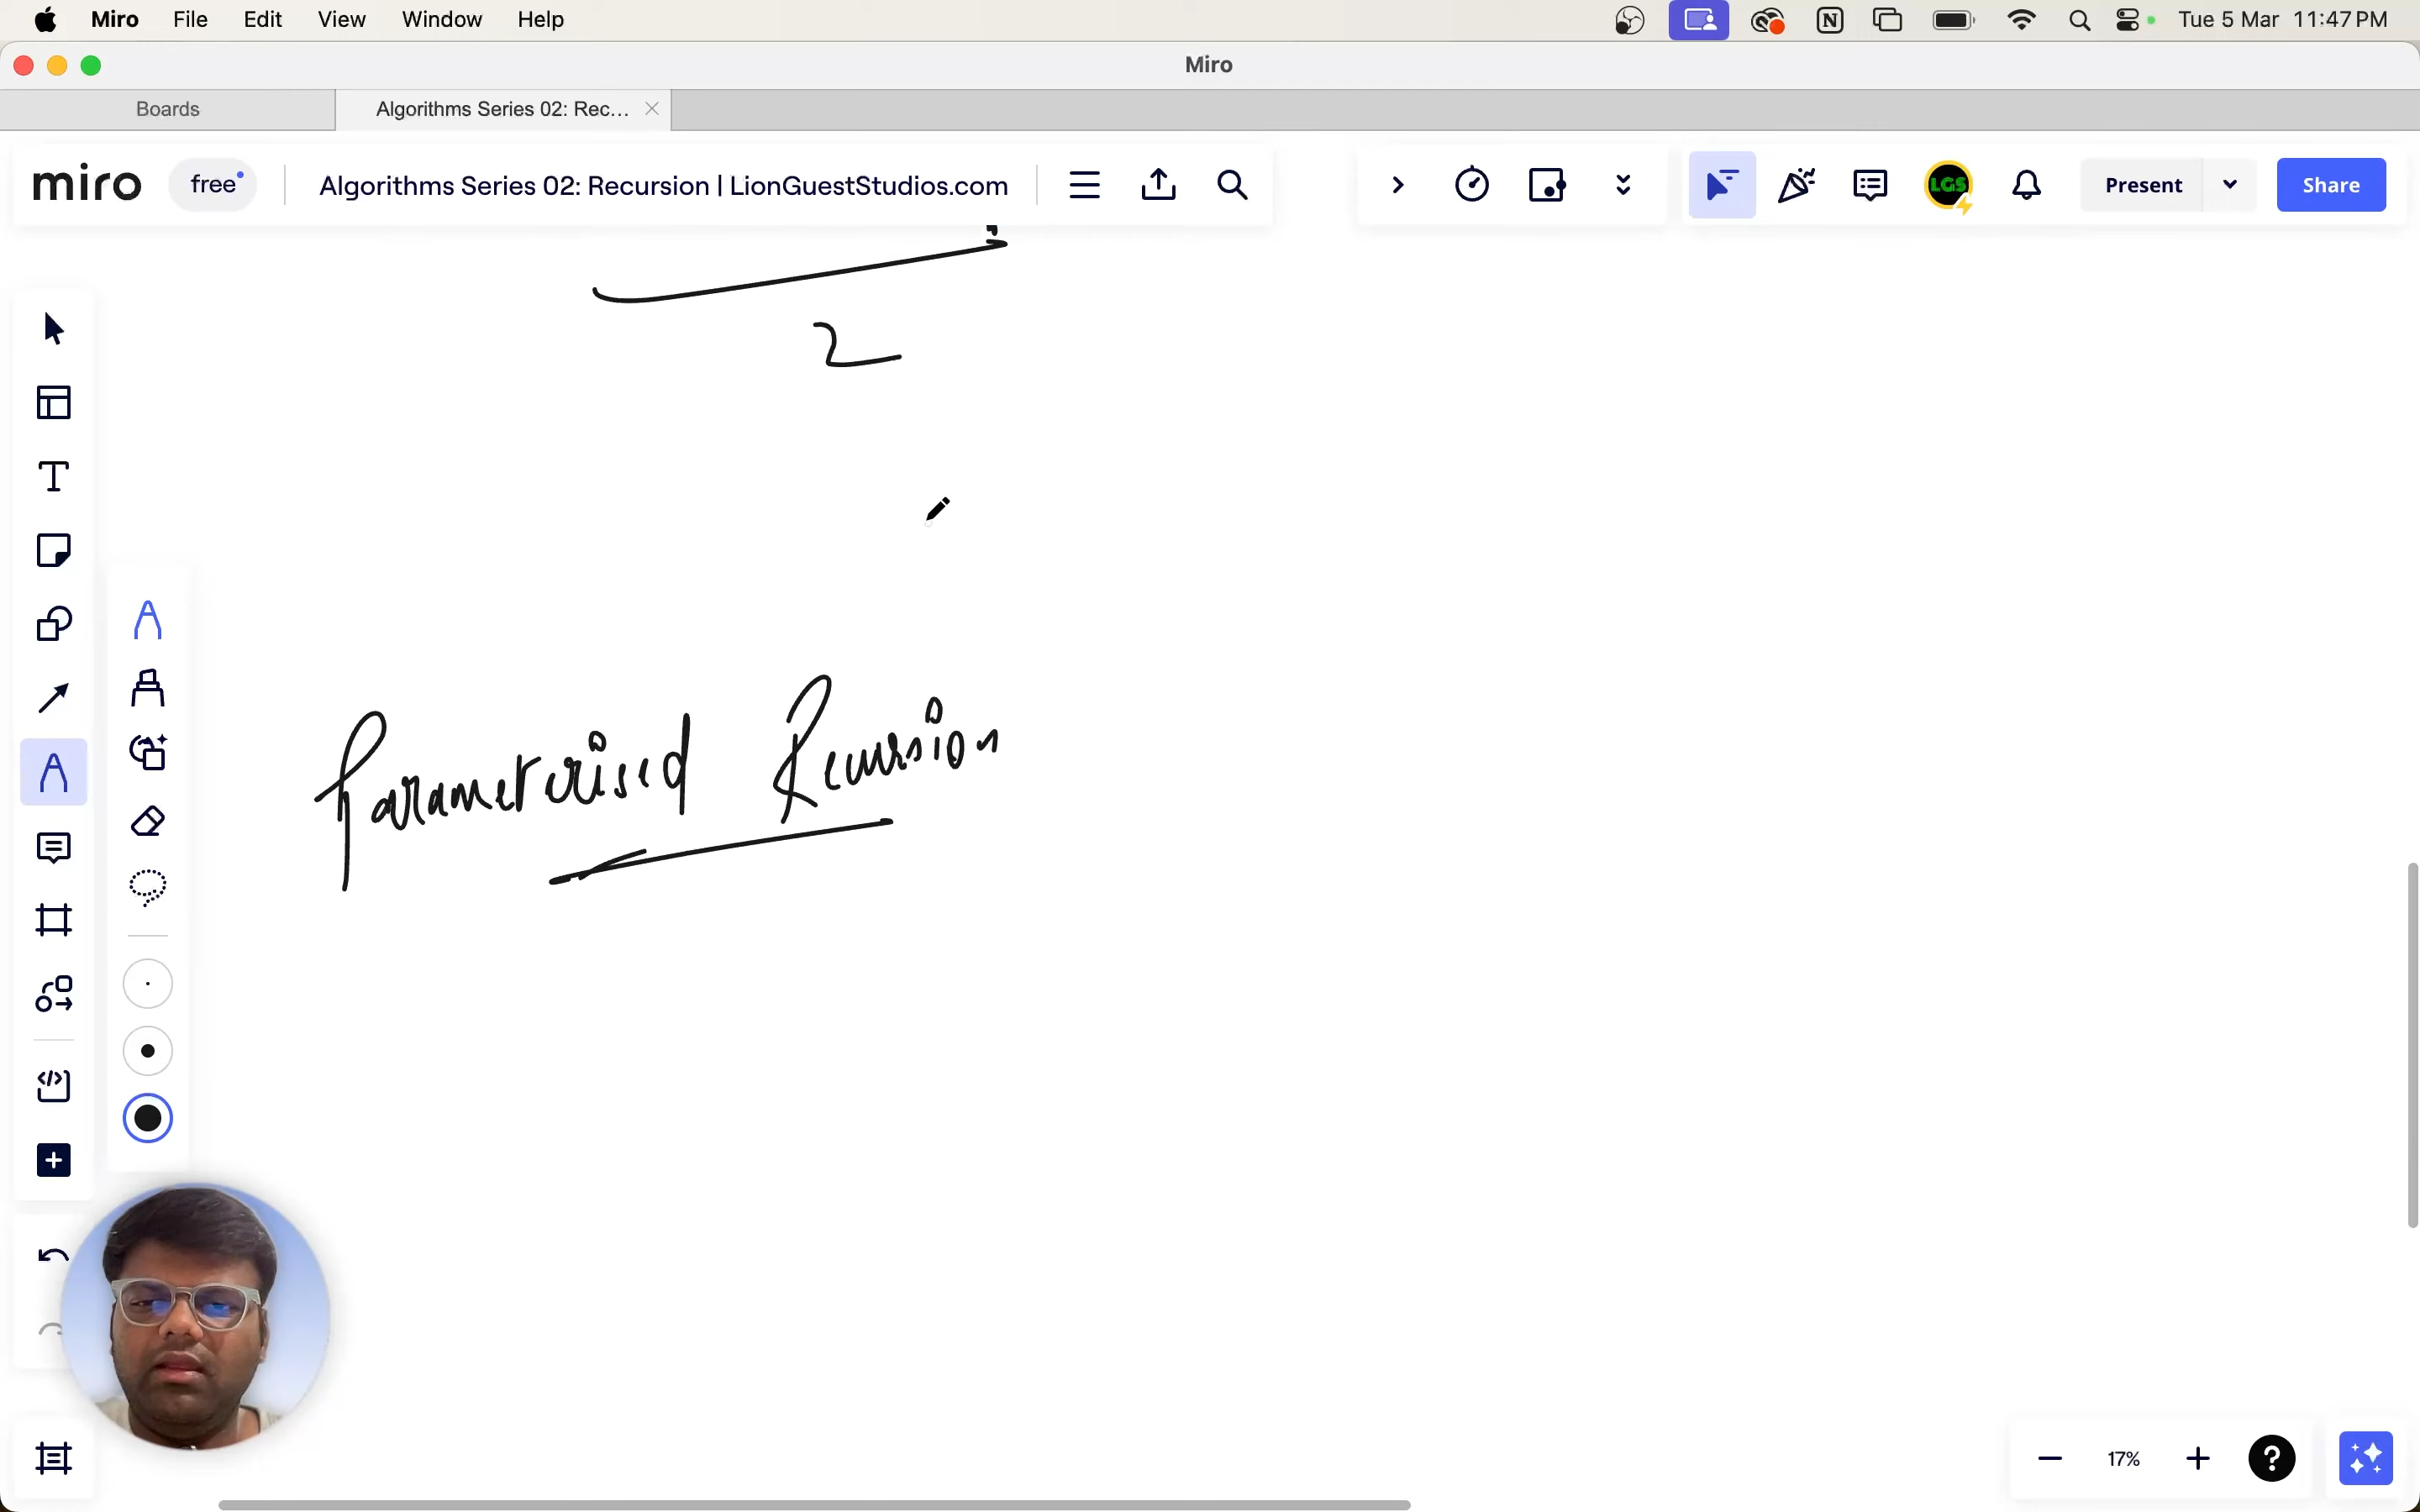 Miro File Edit View Window Help Tue 5 Mar 11:47 PM
Miro
Boards Algorithms Series 02: Rec...
miro free Algorithms Series 02: Recursion | LionGuestStudios.com LGS Present Share
2
Parameterised Recursion
17%